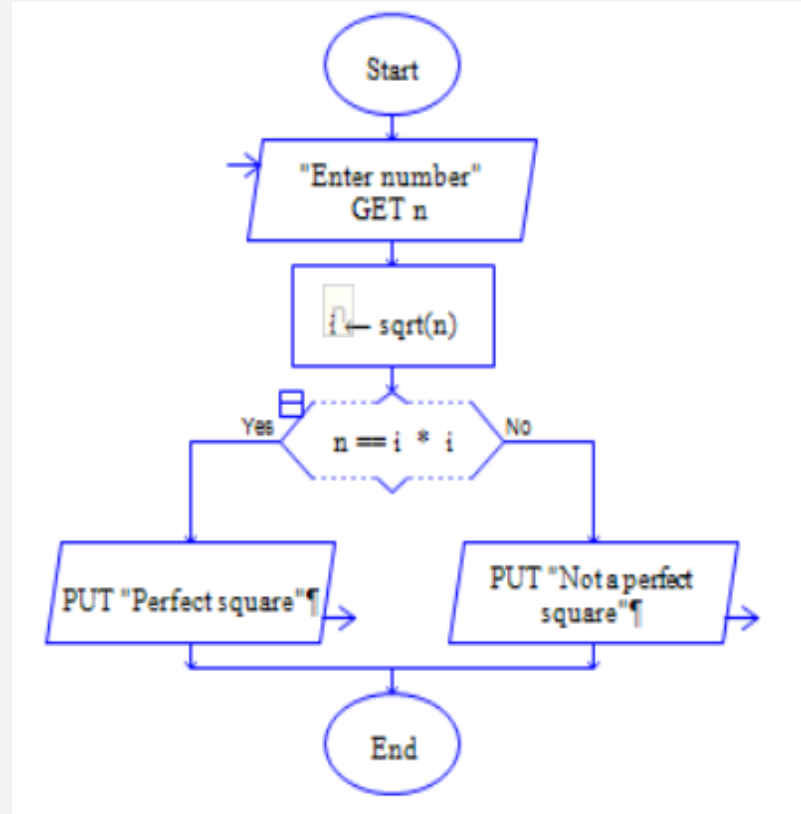 Start
"Enter number"
GET n
i ← sqrt(n)
Yes
n == i * i
No
PUT "Perfect square"¶
PUT "Not a perfect
square"¶
End